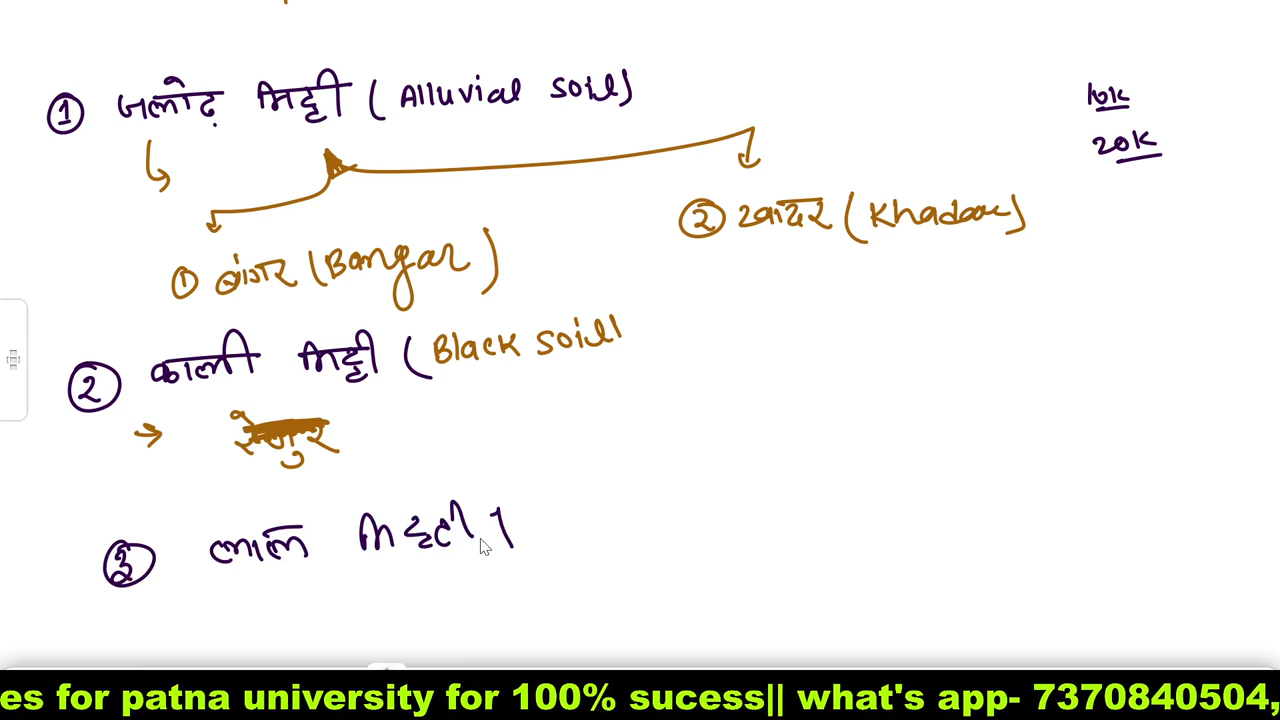 ① जलोढ़ मिट्टी (Alluvial soil)
10K
20K
① बांगर (Bangar)
② खादर (Khadar)
② काली मिट्टी (Black soil
→ रेगुर
③ लाल मिट्टी
es for patna university for 100% sucess|| what's app- 7370840504,